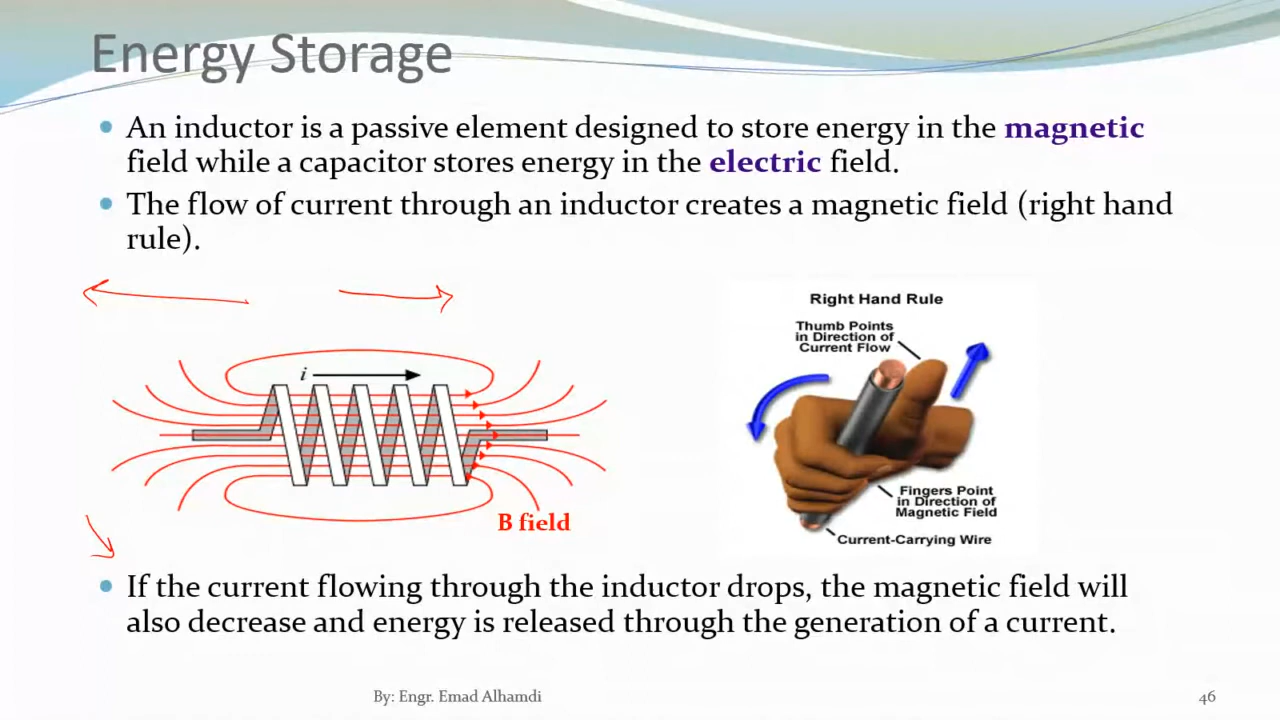 Energy Storage
• An inductor is a passive element designed to store energy in the magnetic
field while a capacitor stores energy in the electric field.
• The flow of current through an inductor creates a magnetic field (right hand
rule).
i
B field
Right Hand Rule
Thumb Points
in Direction of
Current Flow
Fingers Point
in Direction of
Magnetic Field
Current-Carrying Wire
• If the current flowing through the inductor drops, the magnetic field will
also decrease and energy is released through the generation of a current.
By: Engr. Emad Alhamdi
46